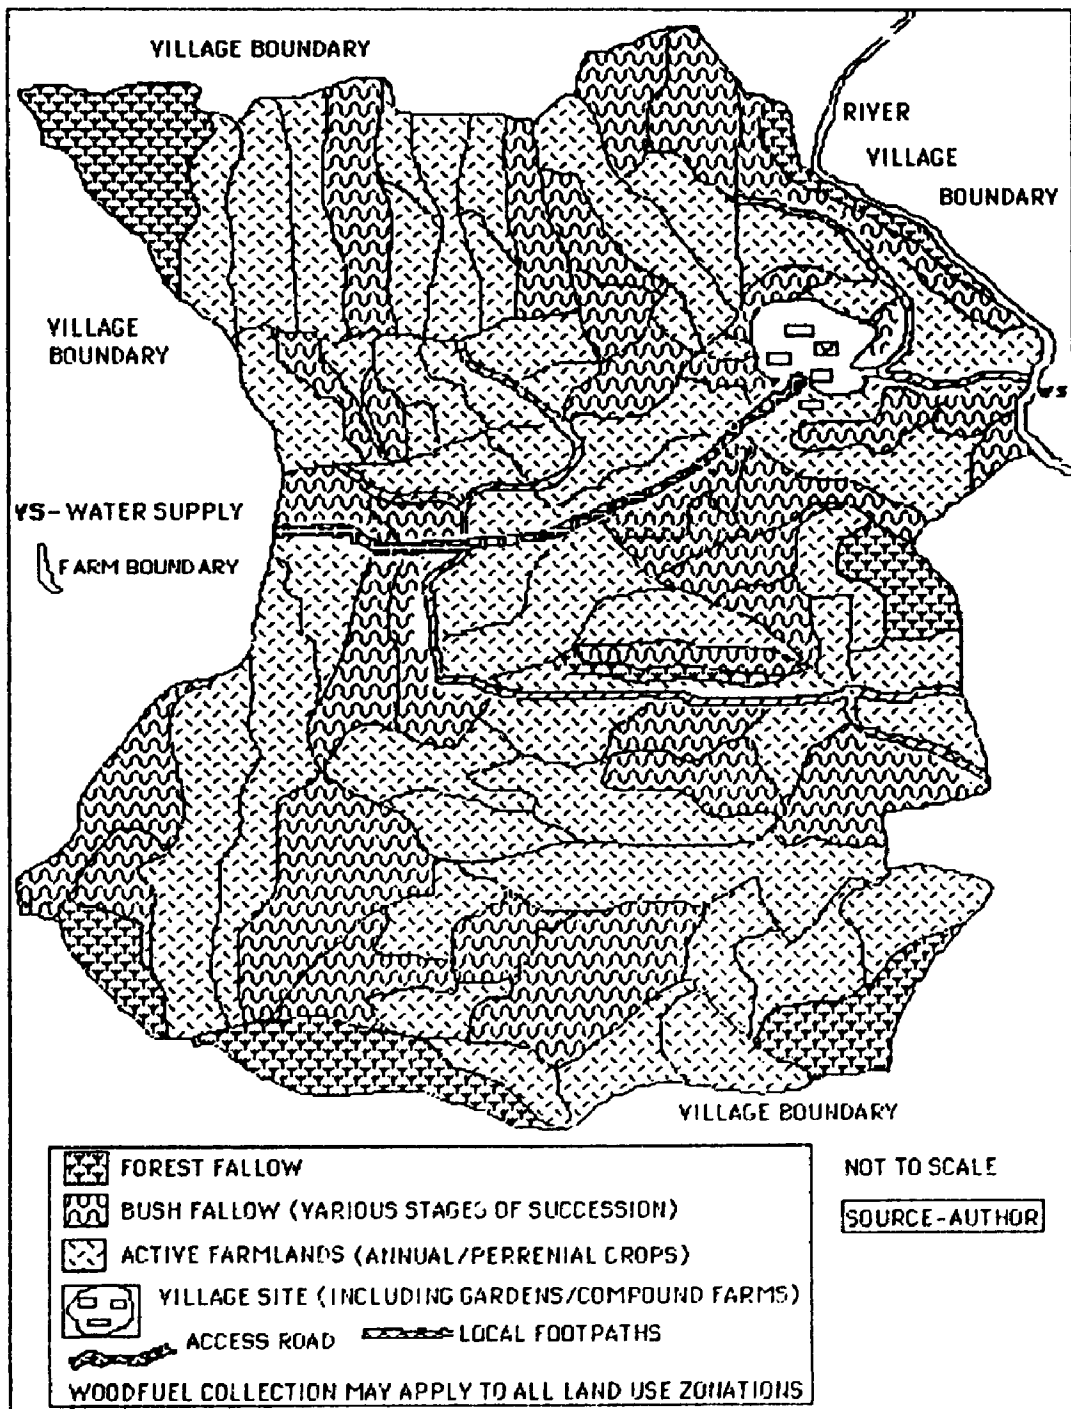 VILLAGE BOUNDARY
RIVER
VILLAGE
BOUNDARY
VILLAGE
BOUNDARY
WS
WS-WATER SUPPLY
FARM BOUNDARY
VILLAGE BOUNDARY
FOREST FALLOW
BUSH FALLOW (VARIOUS STAGES OF SUCCESSION)
ACTIVE FARMLANDS (ANNUAL/PERRENIAL CROPS)
VILLAGE SITE (INCLUDING GARDENS/COMPOUND FARMS)
ACCESS ROAD
LOCAL FOOTPATHS
WOODFUEL COLLECTION MAY APPLY TO ALL LAND USE ZONATIONS
NOT TO SCALE
SOURCE-AUTHOR